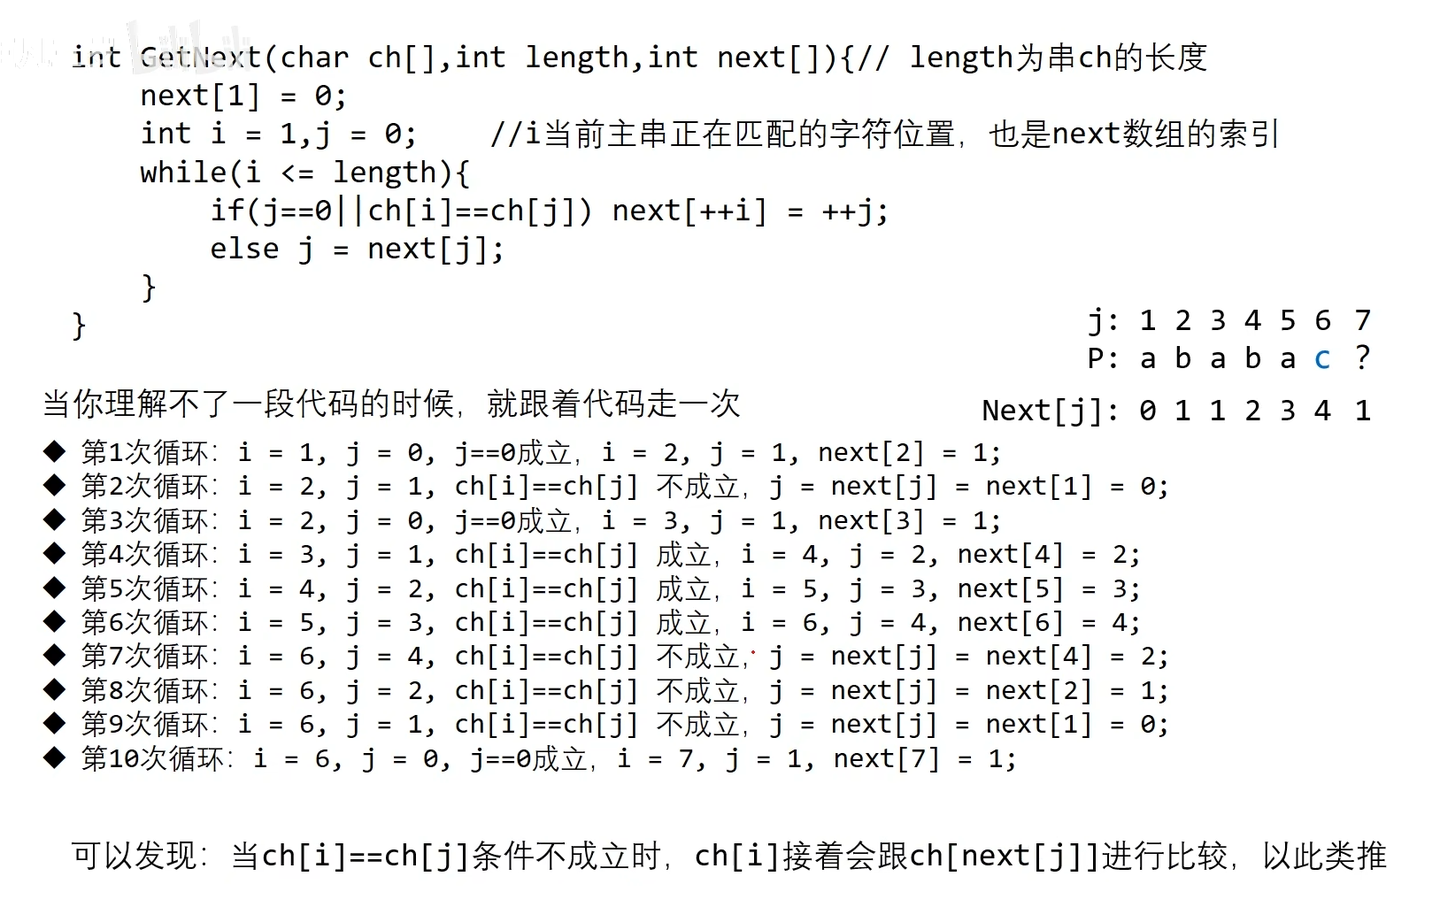 int GetNext(char ch[],int length,int next[]){// length为串ch的长度
next[1] = 0;
int i = 1,j = 0; //i当前主串正在匹配的字符位置，也是next数组的索引
while(i <= length){
if(j==0||ch[i]==ch[j]) next[++i] = ++j;
else j = next[j];
}
}
j: 1 2 3 4 5 6 7
P: a b a b a c ?
Next[j]: 0 1 1 2 3 4 1
当你理解不了一段代码的时候，就跟着代码走一次
◆ 第1次循环：i = 1, j = 0, j==0成立，i = 2, j = 1, next[2] = 1;
◆ 第2次循环：i = 2, j = 1, ch[i]==ch[j] 不成立，j = next[j] = next[1] = 0;
◆ 第3次循环：i = 2, j = 0, j==0成立，i = 3, j = 1, next[3] = 1;
◆ 第4次循环：i = 3, j = 1, ch[i]==ch[j] 成立，i = 4, j = 2, next[4] = 2;
◆ 第5次循环：i = 4, j = 2, ch[i]==ch[j] 成立，i = 5, j = 3, next[5] = 3;
◆ 第6次循环：i = 5, j = 3, ch[i]==ch[j] 成立，i = 6, j = 4, next[6] = 4;
◆ 第7次循环：i = 6, j = 4, ch[i]==ch[j] 不成立，j = next[j] = next[4] = 2;
◆ 第8次循环：i = 6, j = 2, ch[i]==ch[j] 不成立，j = next[j] = next[2] = 1;
◆ 第9次循环：i = 6, j = 1, ch[i]==ch[j] 不成立，j = next[j] = next[1] = 0;
◆ 第10次循环：i = 6, j = 0, j==0成立，i = 7, j = 1, next[7] = 1;
可以发现：当ch[i]==ch[j]条件不成立时，ch[i]接着会跟ch[next[j]]进行比较，以此类推